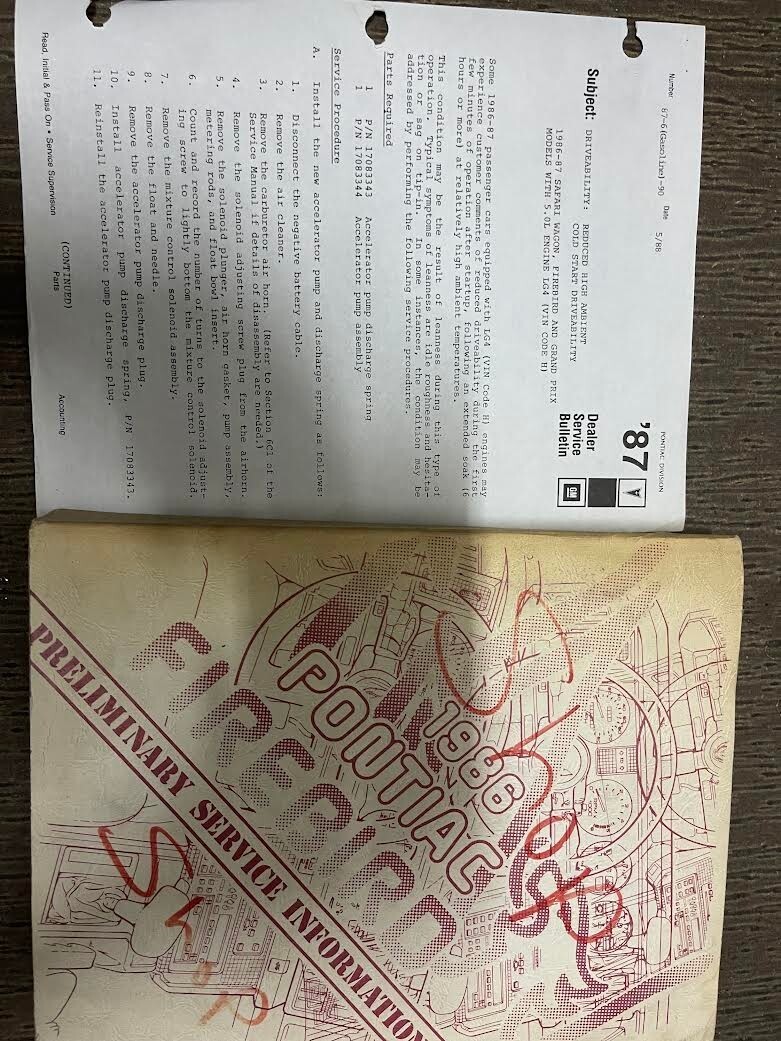 PONTIAC DIVISION
'87
Dealer
Service
Bulletin
GM
Number 87-6(Gasoline)-90 Date 5/88
Subject: DRIVEABILITY: REDUCED HIGH AMBIENT
COLD START DRIVEABILITY
1986-87 SAFARI WAGON, FIREBIRD AND GRAND PRIX
MODELS WITH 5.0L ENGINE LG4 (VIN CODE H)
Some 1986-87 passenger cars equipped with LG4 (VIN Code H) engines may
experience customer comments of reduced driveability during the first
few minutes of operation after startup, following an extended soak (6
hours or more) at relatively high ambient temperatures.
This condition may be the result of leanness during this type of
operation. Typical symptoms of leanness are idle roughness and hesita-
tion or sag on tip-in. In some instances, the condition may be
addressed by performing the following service procedures.
Parts Required
1 P/N 17083343 Accelerator pump discharge spring
1 P/N 17083344 Accelerator pump assembly
Service Procedure
A. Install the new accelerator pump and discharge spring as follows:
1. Disconnect the negative battery cable.
2. Remove the air cleaner.
3. Remove the carburetor air horn. (Refer to Section 6C1 of the
Service Manual if details of disassembly are needed.)
4. Remove the solenoid adjusting screw plug from the airhorn.
5. Remove the solenoid plunger, air horn gasket, pump assembly,
metering rods, and float bowl insert.
6. Count and record the number of turns to the solenoid adjust-
ing screw to lightly bottom the mixture control solenoid.
7. Remove the mixture control solenoid assembly.
8. Remove the float and needle.
9. Remove the accelerator pump discharge plug.
10. Install accelerator pump discharge spring, P/N 17083343.
11. Reinstall the accelerator pump discharge plug.
(CONTINUED)
Read, Initial & Pass On • Service Supervision Parts Accounting
Shop
1986
PONTIAC
FIREBIRD
PRELIMINARY SERVICE INFORMATION
Shop